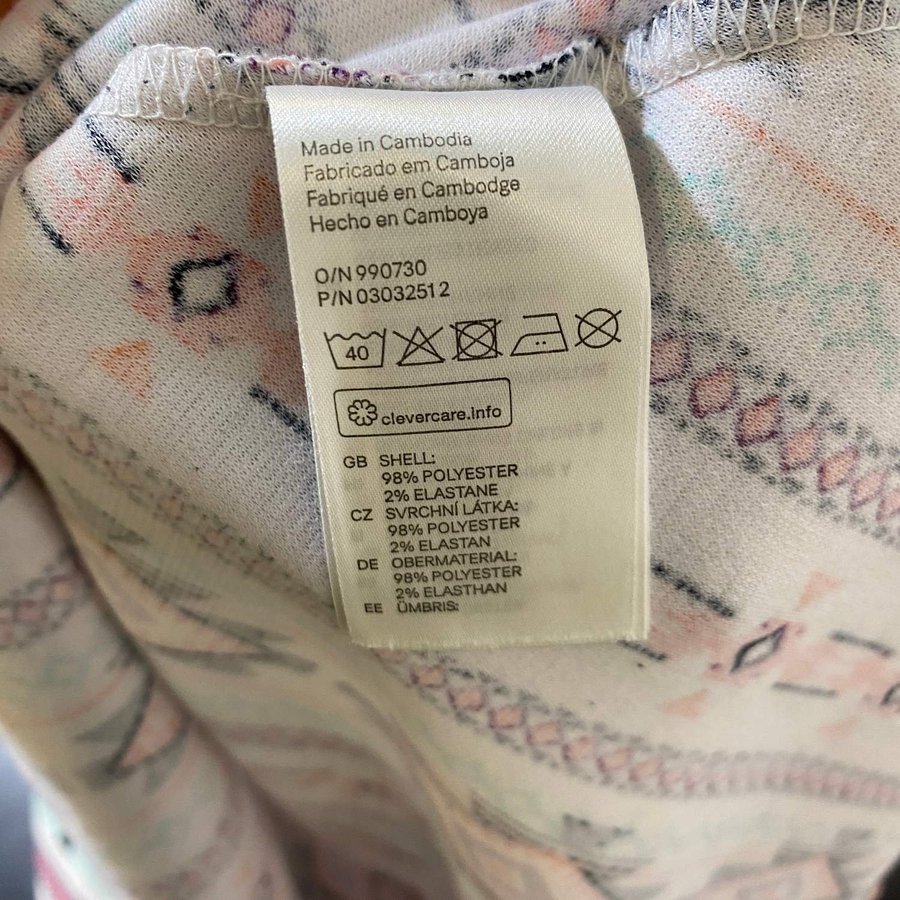 Made in Cambodia
Fabricado em Camboja
Fabriqué en Cambodge
Hecho en Camboya
O/N 990730
P/N 03032512
40
clevercare.info
GB SHELL:
98% POLYESTER
2% ELASTANE
CZ SVRCHNÍ LÁTKA:
98% POLYESTER
2% ELASTAN
DE OBERMATERIAL:
98% POLYESTER
2% ELASTHAN
EE ÜMBRIS: